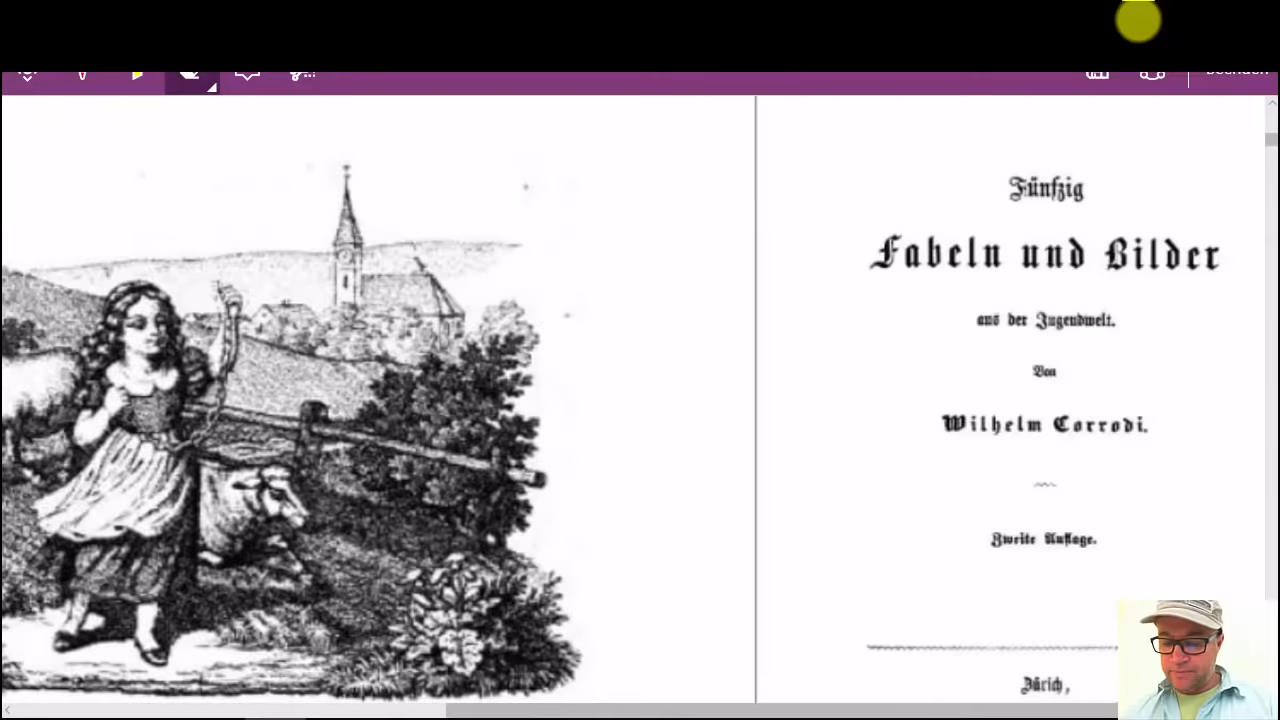 Fünfzig
Fabeln und Bilder
aus der Jugendwelt.
Von
Wilhelm Corrodi.
Zweite Auflage.
Zürich,